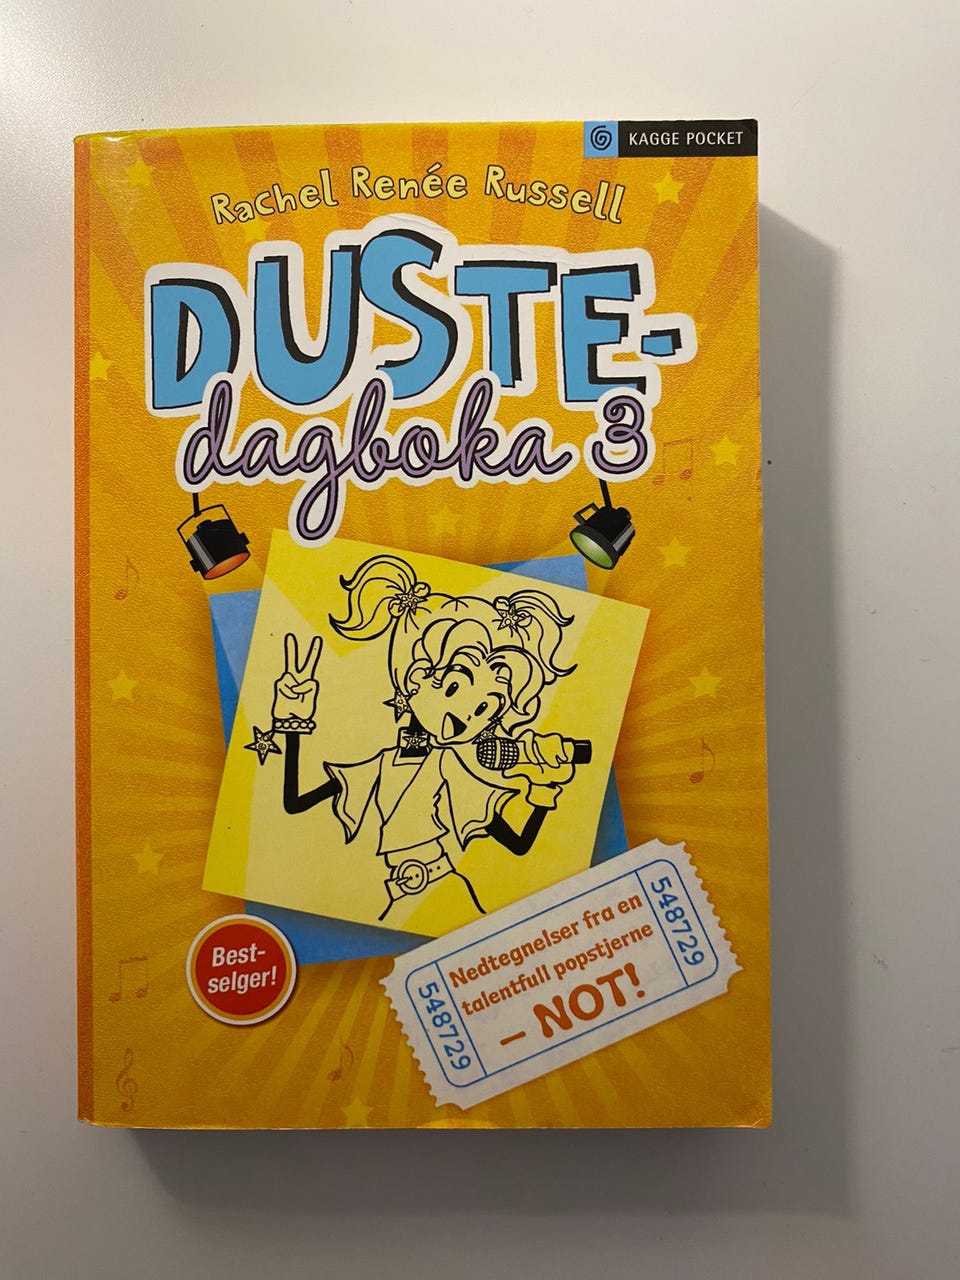 KAGGE POCKET
Rachel Renée Russell
DUSTE-
dagboka 3
Best-
selger!
548729
Nedtegnelser fra en
talentfull popstjerne
– NOT!
548729